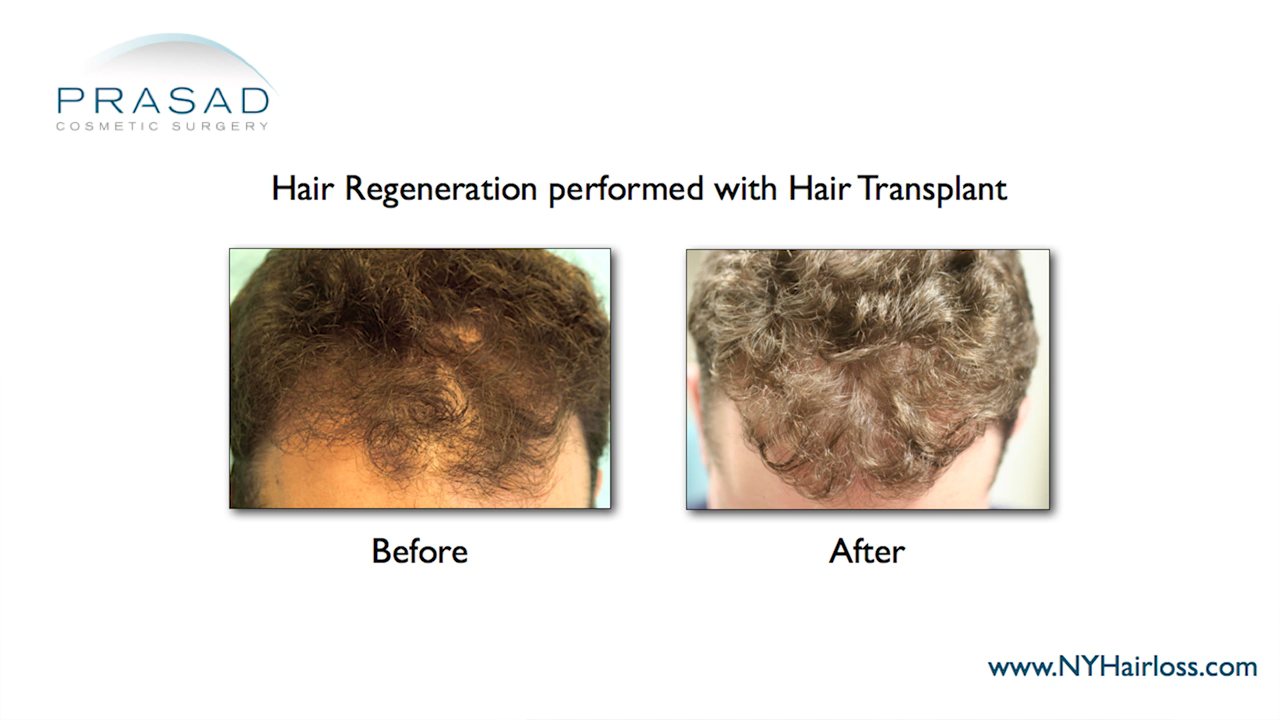 PRASAD
COSMETIC SURGERY
Hair Regeneration performed with Hair Transplant
Before
After
www.NYHairloss.com